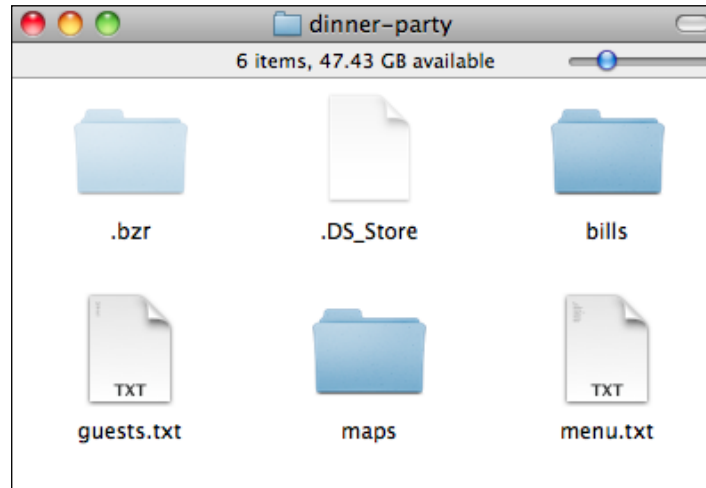 dinner-party
6 items, 47.43 GB available
.bzr .DS_Store bills
TXT TXT
guests.txt maps menu.txt